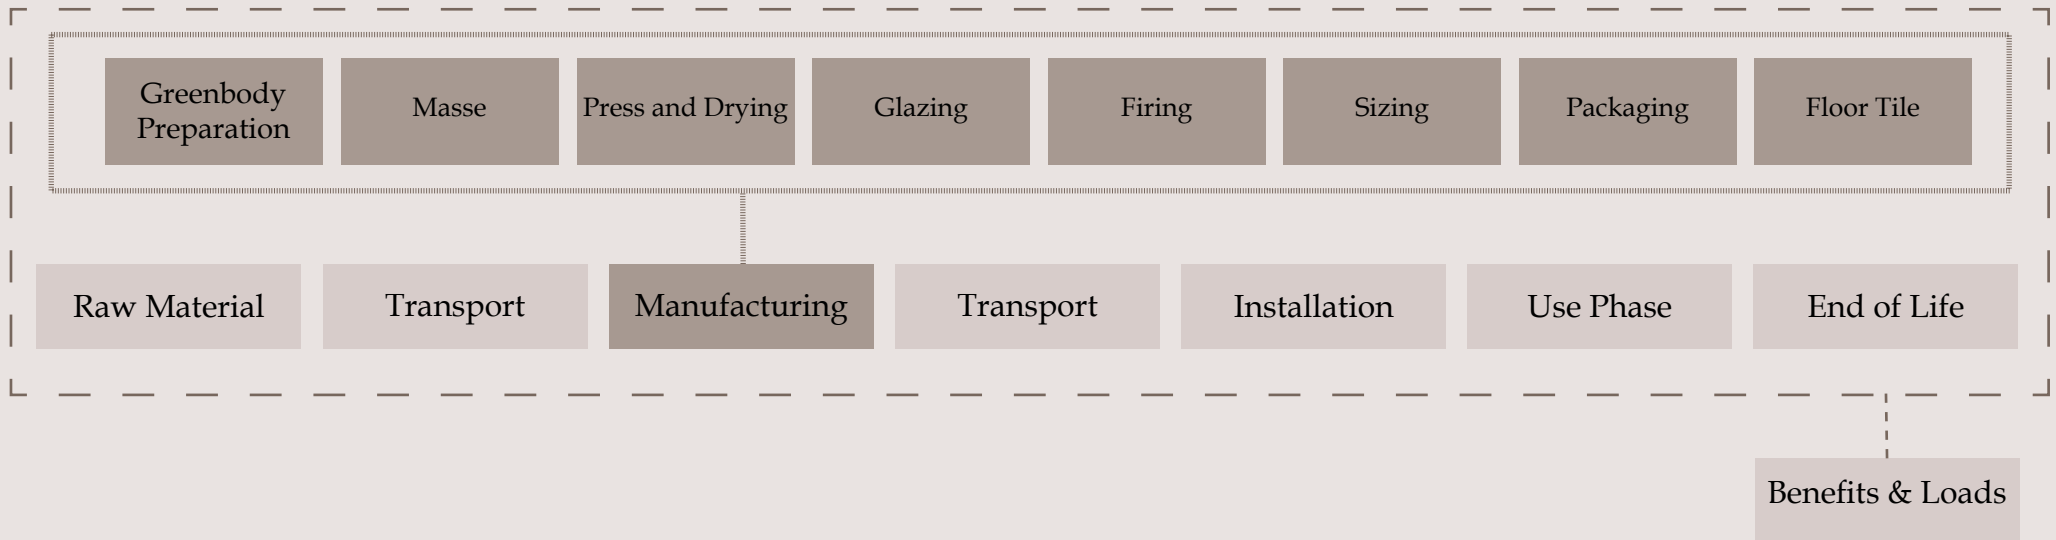 Greenbody
Preparation
Masse
Press and Drying
Glazing
Firing
Sizing
Packaging
Floor Tile
Raw Material
Transport
Manufacturing
Transport
Installation
Use Phase
End of Life
Benefits & Loads